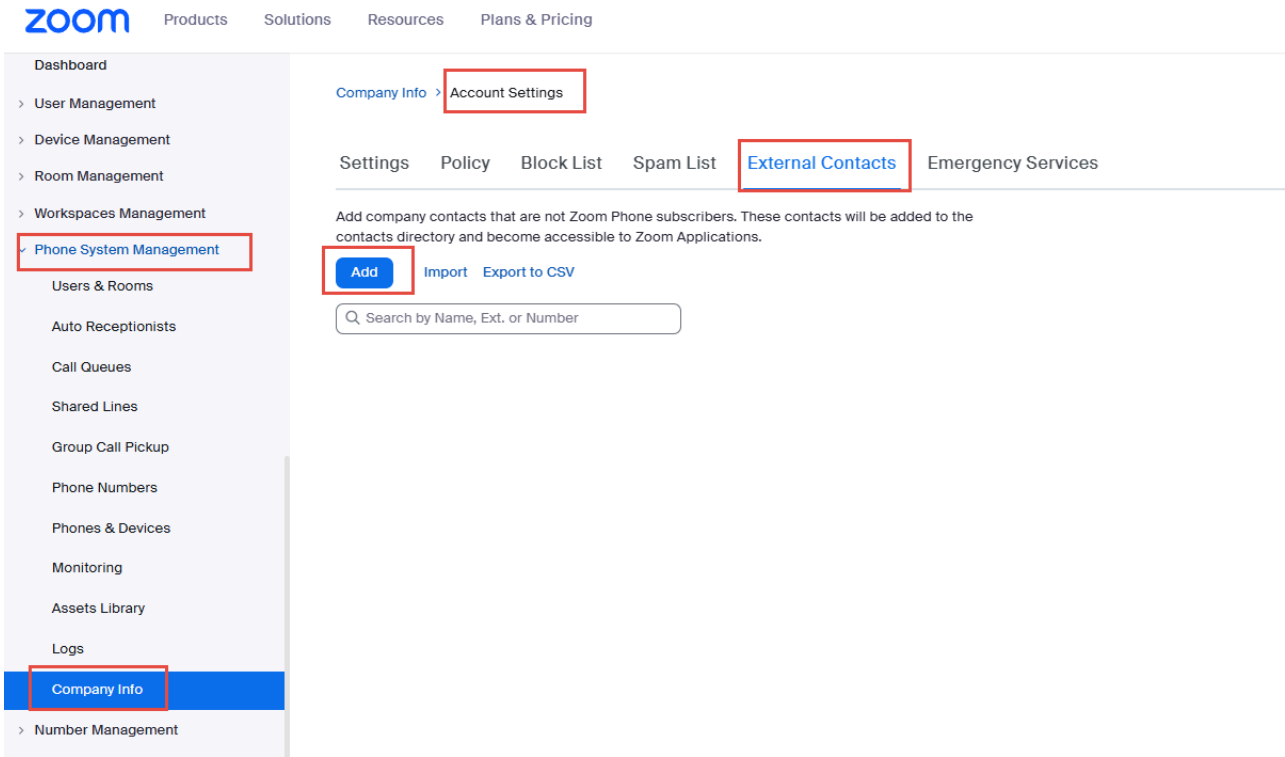 zoom Products Solutions Resources Plans & Pricing
Dashboard
User Management
Device Management
Room Management
Workspaces Management
Phone System Management
Users & Rooms
Auto Receptionists
Call Queues
Shared Lines
Group Call Pickup
Phone Numbers
Phones & Devices
Monitoring
Assets Library
Logs
Company Info
Number Management
Company Info > Account Settings
Settings Policy Block List Spam List External Contacts Emergency Services
Add company contacts that are not Zoom Phone subscribers. These contacts will be added to the
contacts directory and become accessible to Zoom Applications.
Add Import Export to CSV
Search by Name, Ext. or Number